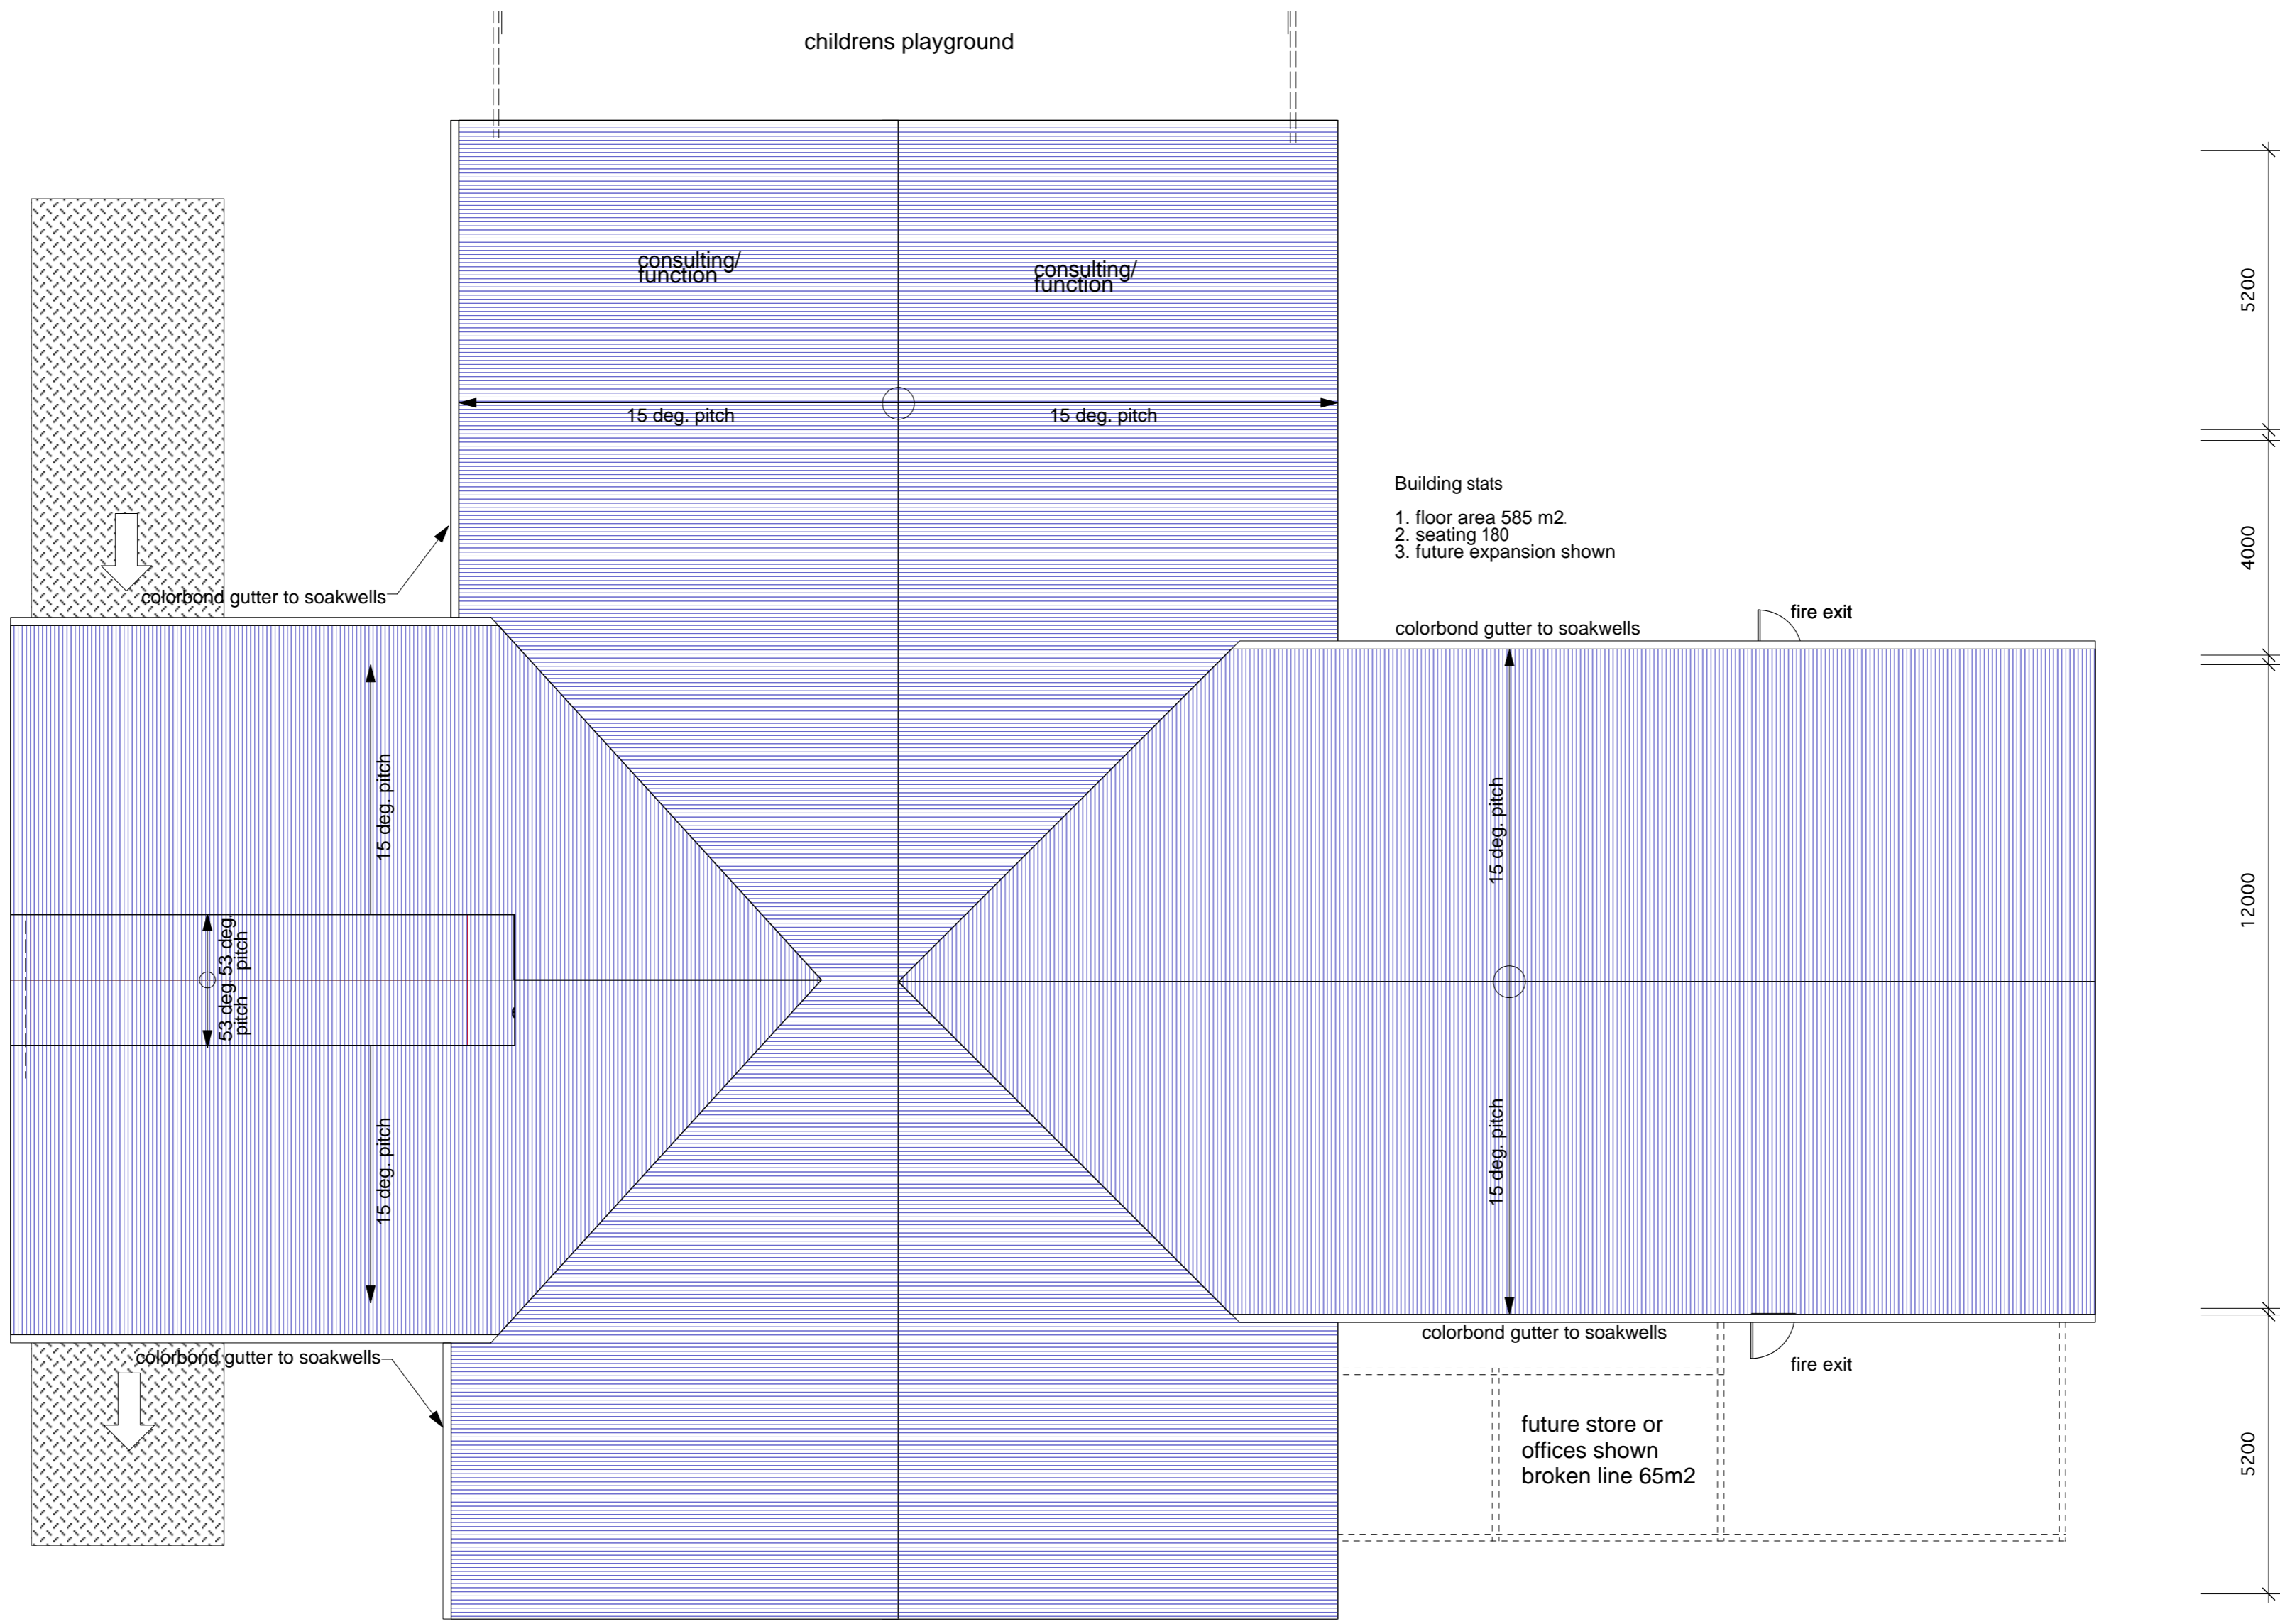 childrens playground
consulting/
function
consulting/
function
5200
15 deg. pitch
15 deg. pitch
Building stats
1. floor area 585 m2.
2. seating 180
3. future expansion shown
4000
colorbond gutter to soakwells
fire exit
colorbond gutter to soakwells
15 deg. pitch
15 deg. pitch
12000
53 deg.
pitch
53 deg.
pitch
15 deg. pitch
15 deg. pitch
colorbond gutter to soakwells
colorbond gutter to soakwells
fire exit
future store or
offices shown
broken line 65m2
5200